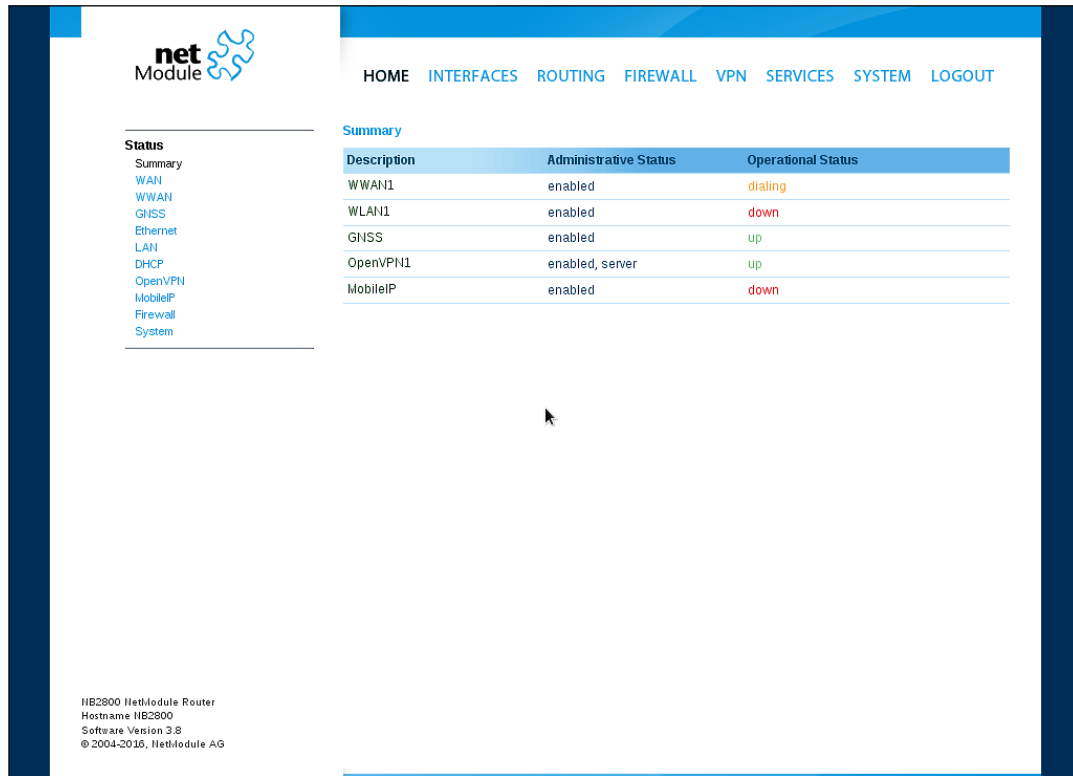 net
Module
HOME INTERFACES ROUTING FIREWALL VPN SERVICES SYSTEM LOGOUT
Status
Summary
WAN
WWAN
GNSS
Ethernet
LAN
DHCP
OpenVPN
MobileIP
Firewall
System
Summary
Description Administrative Status Operational Status
WWAN1 enabled dialing
WLAN1 enabled down
GNSS enabled up
OpenVPN1 enabled, server up
MobileIP enabled down
NB2800 NetModule Router
Hostname NB2800
Software Version 3.8
© 2004-2016, NetModule AG